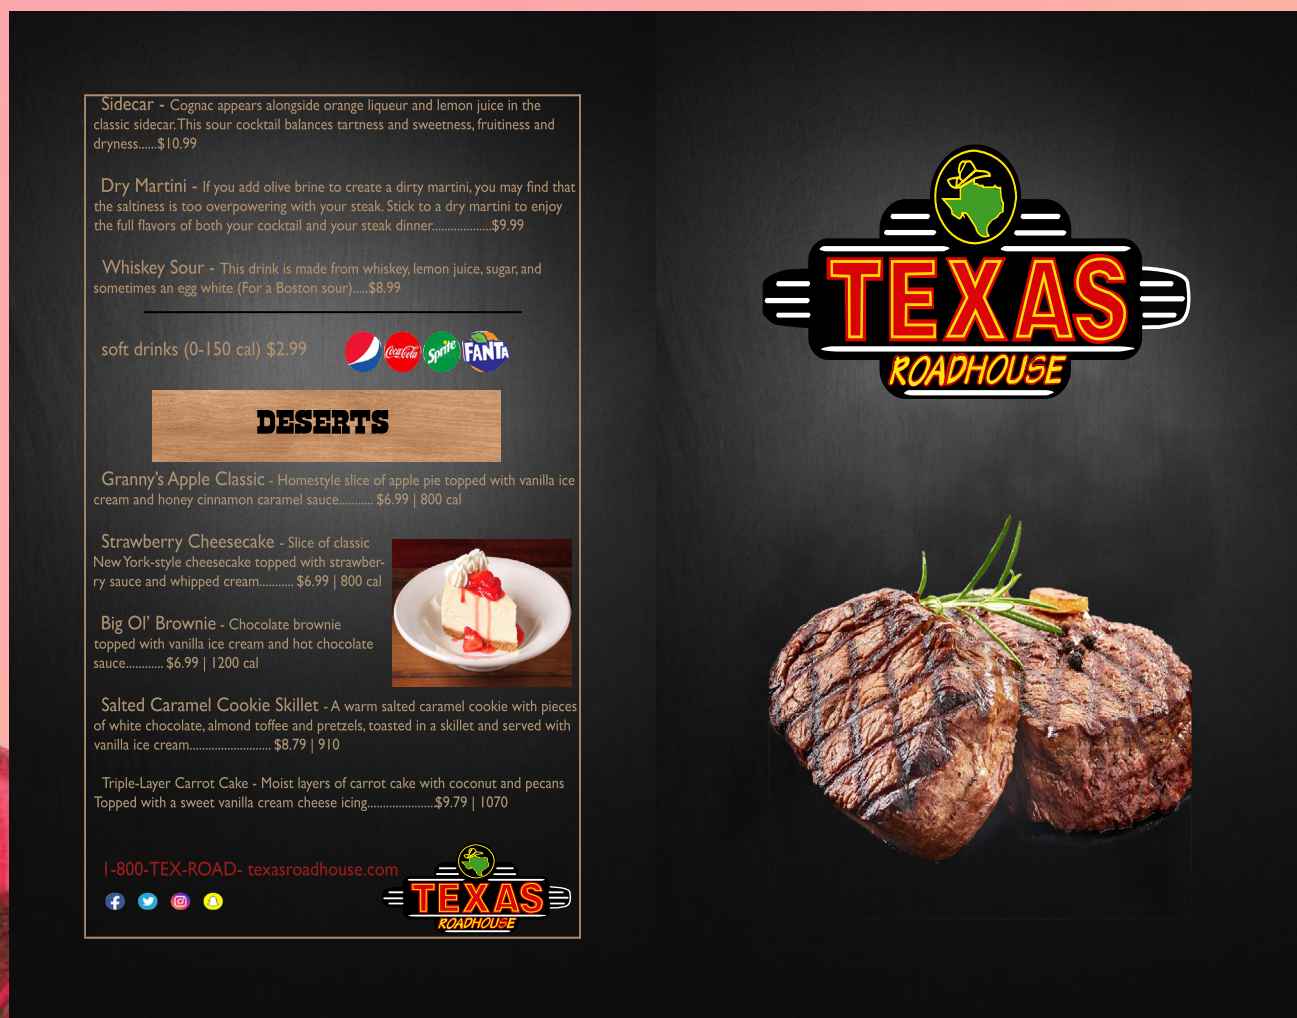 Sidecar - Cognac appears alongside orange liqueur and lemon juice in the
classic sidecar. This sour cocktail balances tartness and sweetness, fruitiness and
dryness......$10.99
Dry Martini - If you add olive brine to create a dirty martini, you may find that
the saltiness is too overpowering with your steak. Stick to a dry martini to enjoy
the full flavors of both your cocktail and your steak dinner...................$9.99
Whiskey Sour - This drink is made from whiskey, lemon juice, sugar, and
sometimes an egg white (For a Boston sour).....$8.99
soft drinks (0-150 cal) $2.99
Coca-Cola
Sprite
FANTA
DESERTS
Granny's Apple Classic - Homestyle slice of apple pie topped with vanilla ice
cream and honey cinnamon caramel sauce........... $6.99 | 800 cal
Strawberry Cheesecake - Slice of classic
New York-style cheesecake topped with strawber-
ry sauce and whipped cream........... $6.99 | 800 cal
Big Ol' Brownie - Chocolate brownie
topped with vanilla ice cream and hot chocolate
sauce............ $6.99 | 1200 cal
Salted Caramel Cookie Skillet - A warm salted caramel cookie with pieces
of white chocolate, almond toffee and pretzels, toasted in a skillet and served with
vanilla ice cream.......................... $8.79 | 910
Triple-Layer Carrot Cake - Moist layers of carrot cake with coconut and pecans
Topped with a sweet vanilla cream cheese icing......................$9.79 | 1070
1-800-TEX-ROAD- texasroadhouse.com
TEXAS
ROADHOUSE
TEXAS
ROADHOUSE